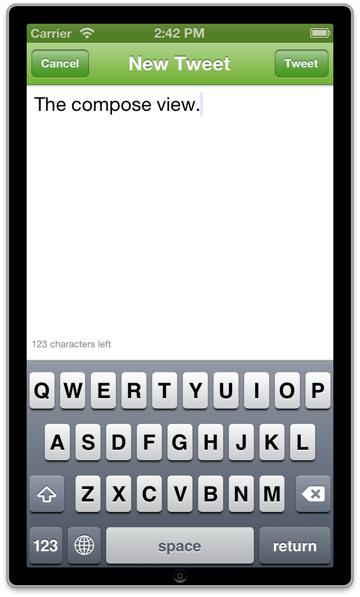 Carrier 2:42 PM
Cancel New Tweet Tweet
The compose view.
123 characters left
Q W E R T Y U I O P
A S D F G H J K L
Z X C V B N M
123 space return